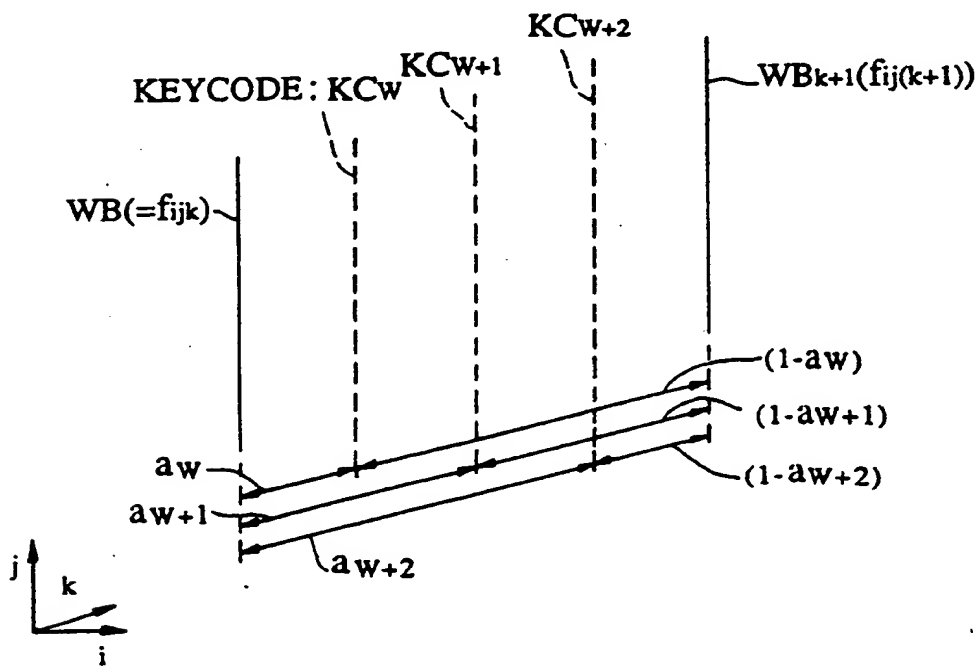 KCW+2
KCW+1
KEYCODE: KCW
WBk+1(fij(k+1))
WB(=fijk)
(1-aW)
(1-aW+1)
aW
(1-aW+2)
aW+1
aW+2
j
k
i